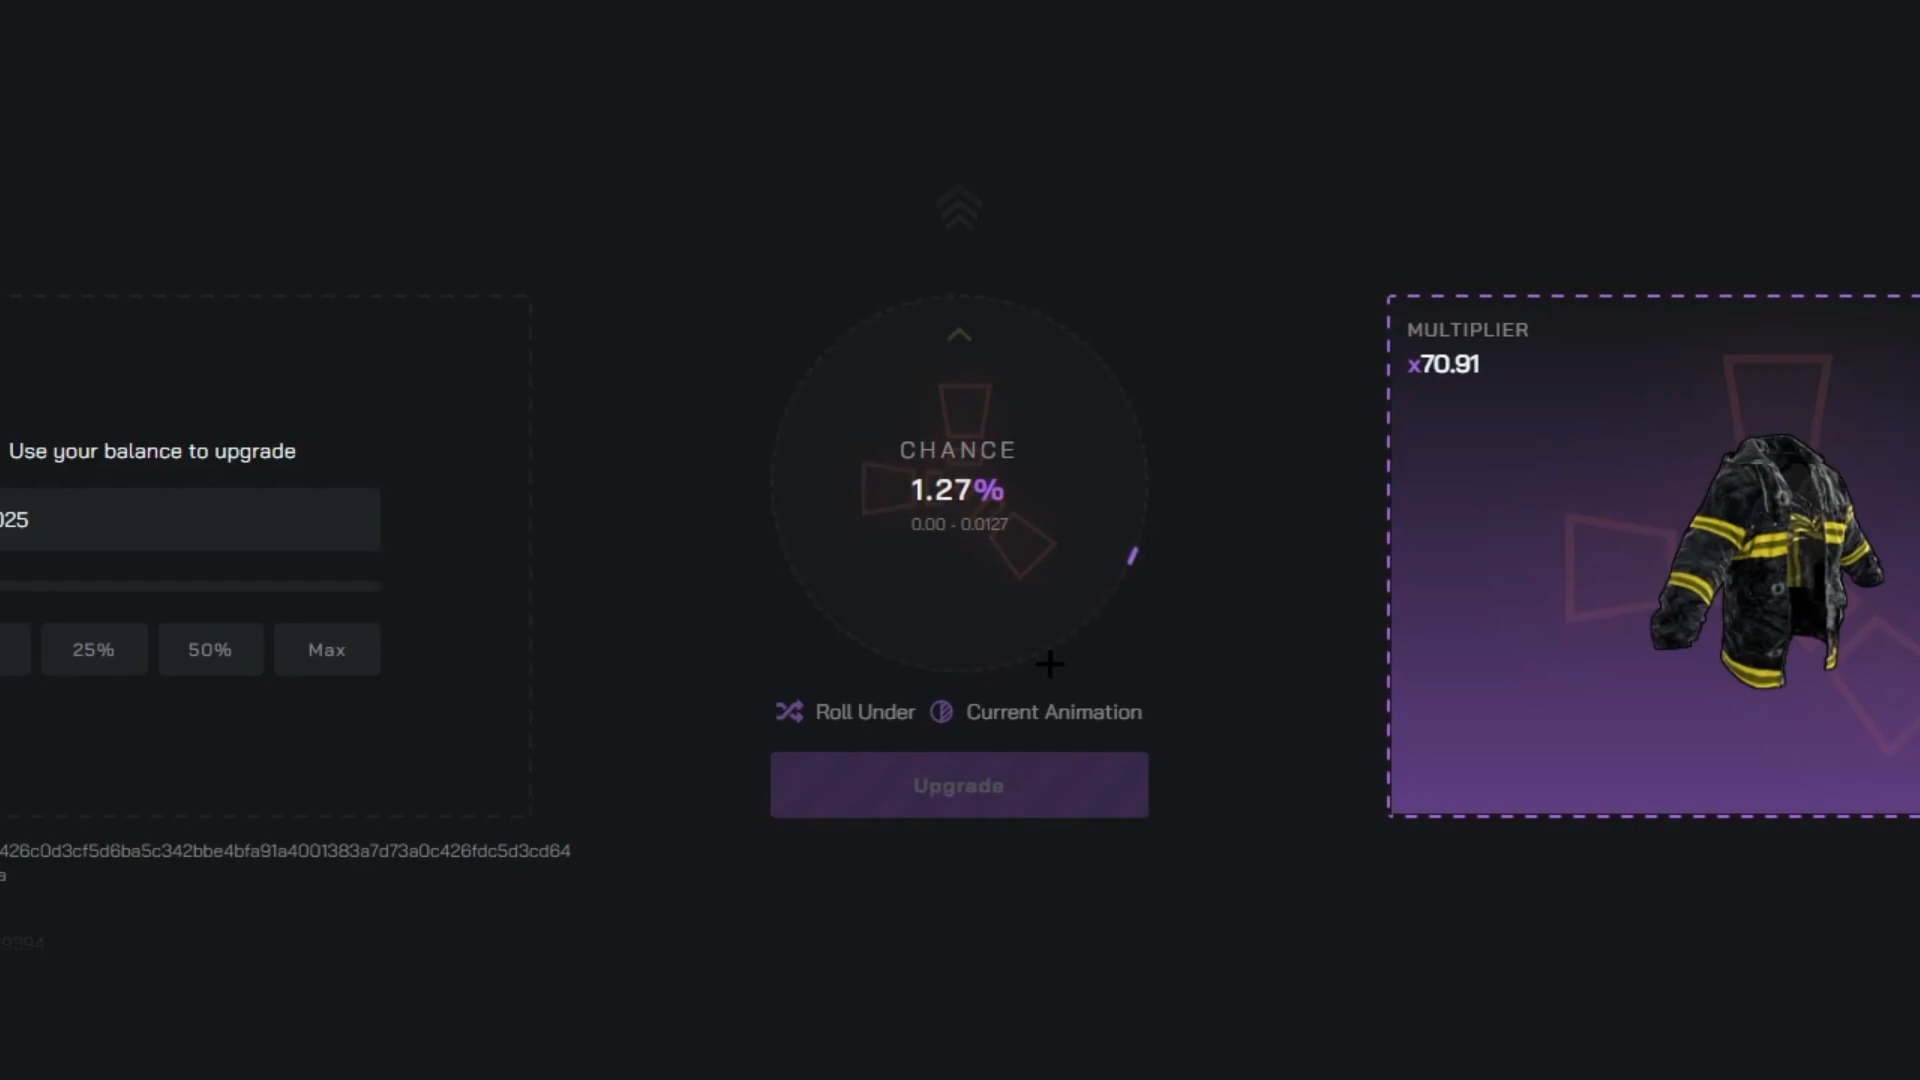 MULTIPLIER
x70.91
Use your balance to upgrade
CHANCE
1.27%
0.00 - 0.0127
025
25%
50%
Max
Roll Under
Current Animation
Upgrade
426c0d3cf5d6ba5c342bbe4bfa91a4001383a7d73a0c426fdc5d3cd64
a
9394